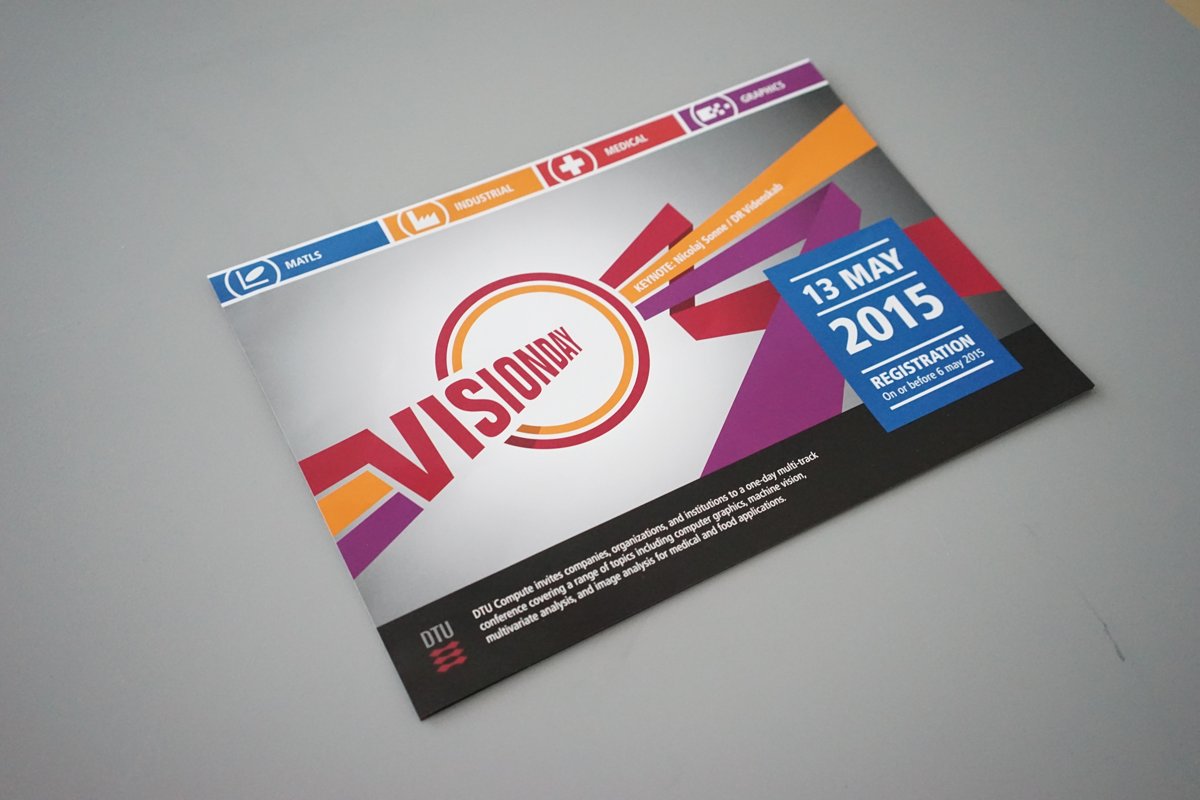 MATLS
INDUSTRIAL
MEDICAL
GRAPHICS
KEYNOTE: Nicolaj Sonne / DR Videnskab
VISIONDAY
13 MAY
2015
REGISTRATION
On or before 6 may 2015
DTU Compute invites companies, organizations, and institutions to a one-day multi-track
conference covering a range of topics including computer graphics, machine vision,
multivariate analysis, and image analysis for medical and food applications.
DTU